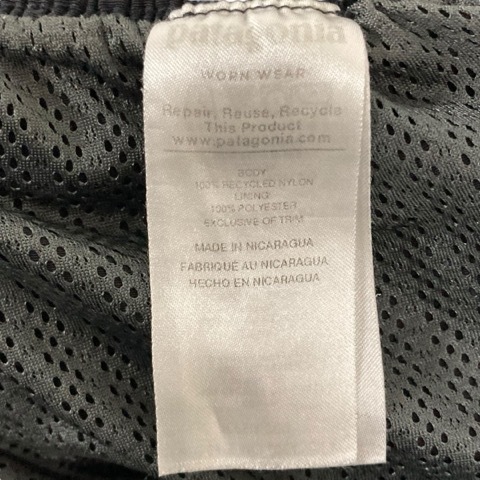 patagonia
WORN WEAR
Repair, Reuse, Recycle
This Product
www.patagonia.com
BODY:
100% RECYCLED NYLON
LINING:
100% POLYESTER
EXCLUSIVE OF TRIM
MADE IN NICARAGUA
FABRIQUÉ AU NICARAGUA
HECHO EN NICARAGUA